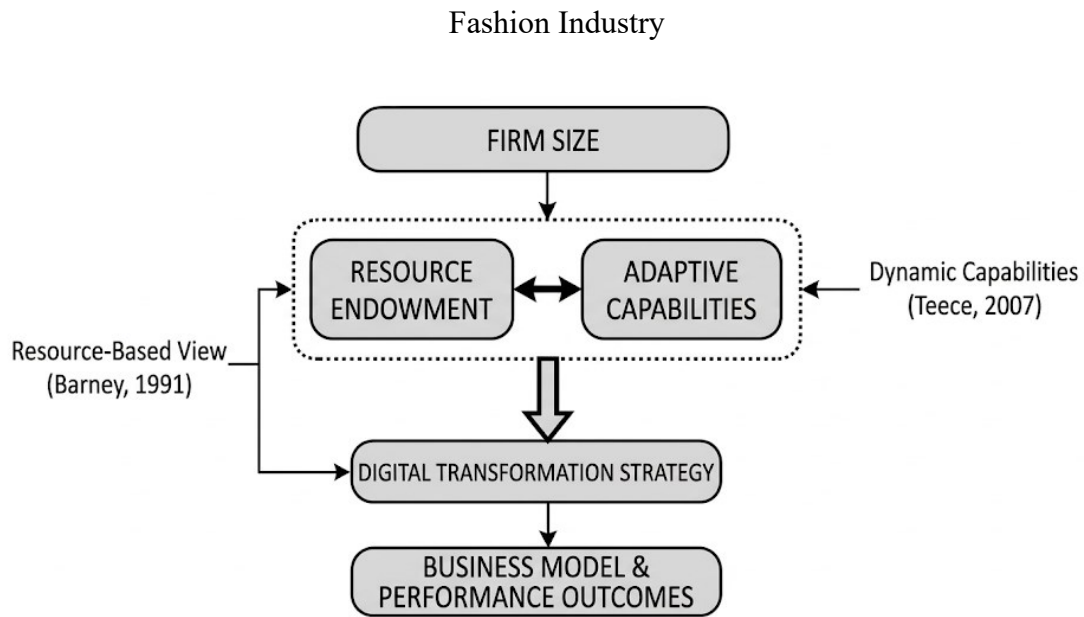 Fashion Industry
FIRM SIZE
RESOURCE
ENDOWMENT
ADAPTIVE
CAPABILITIES
Dynamic Capabilities
(Teece, 2007)
Resource-Based View
(Barney, 1991)
DIGITAL TRANSFORMATION STRATEGY
BUSINESS MODEL &
PERFORMANCE OUTCOMES